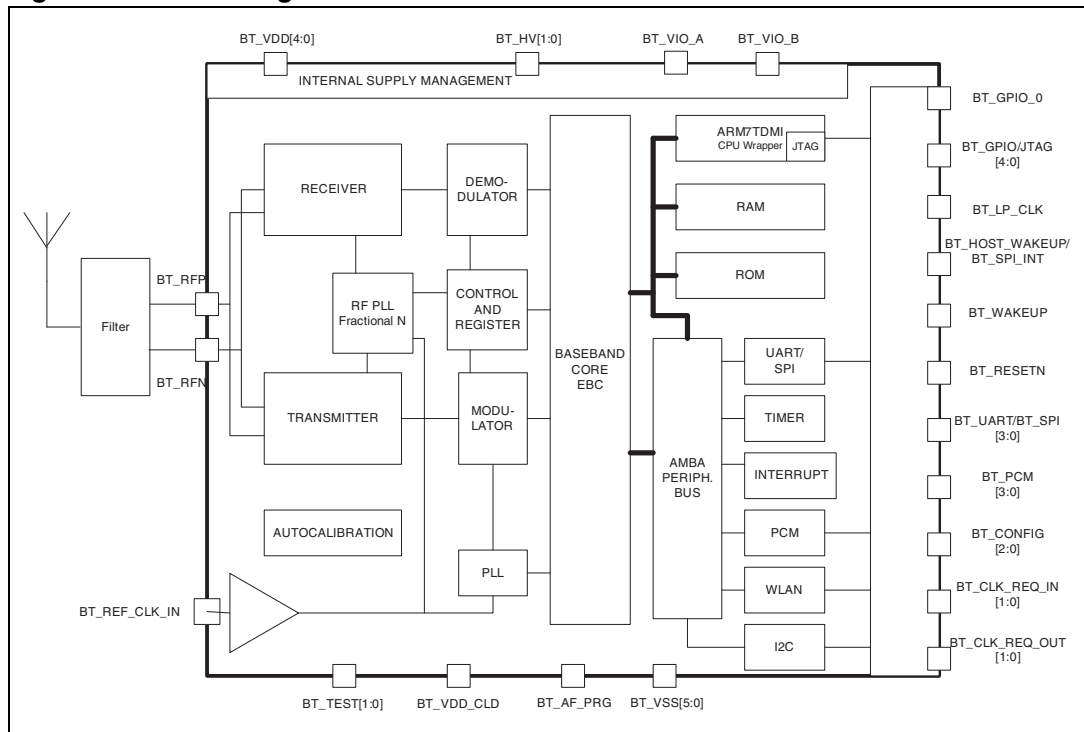 BT_VDD[4:0]
BT_HV[1:0]
BT_VIO_A
BT_VIO_B
INTERNAL SUPPLY MANAGEMENT
BT_GPIO_0
ARM7TDMI
CPU Wrapper
JTAG
BT_GPIO/JTAG
[4:0]
RECEIVER
DEMO-
DULATOR
RAM
BT_LP_CLK
BT_HOST_WAKEUP/
BT_SPI_INT
BT_RFP
ROM
RF PLL
Fractional N
CONTROL
AND
REGISTER
Filter
BT_WAKEUP
BASEBAND
CORE
EBC
UART/
SPI
BT_RFN
BT_RESETN
TRANSMITTER
MODU-
LATOR
TIMER
BT_UART/BT_SPI
[3:0]
AMBA
PERIPH.
BUS
INTERRUPT
BT_PCM
[3:0]
AUTOCALIBRATION
PCM
BT_CONFIG
[2:0]
PLL
WLAN
BT_REF_CLK_IN
BT_CLK_REQ_IN
[1:0]
I2C
BT_CLK_REQ_OUT
[1:0]
BT_TEST[1:0]
BT_VDD_CLD
BT_AF_PRG
BT_VSS[5:0]